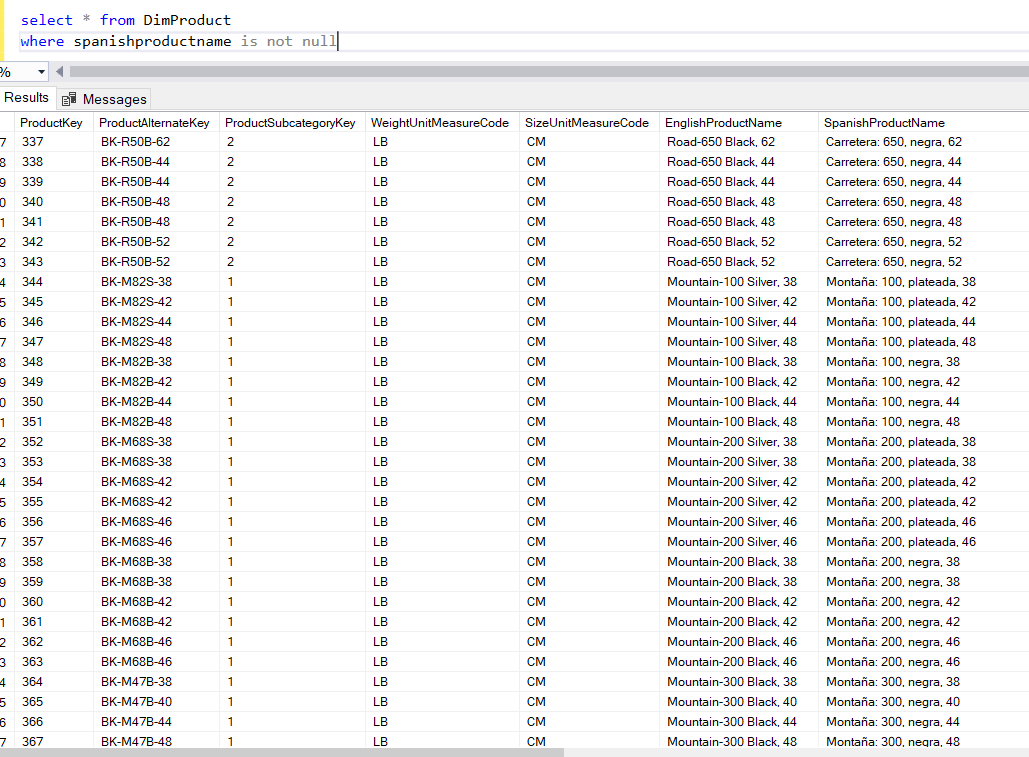 select * from DimProduct
where spanishproductname is not null
%
Results Messages
ProductKey ProductAlternateKey ProductSubcategoryKey WeightUnitMeasureCode SizeUnitMeasureCode EnglishProductName SpanishProductName
7 337 BK-R50B-62 2 LB CM Road-650 Black, 62 Carretera: 650, negra, 62
8 338 BK-R50B-44 2 LB CM Road-650 Black, 44 Carretera: 650, negra, 44
9 339 BK-R50B-44 2 LB CM Road-650 Black, 44 Carretera: 650, negra, 44
0 340 BK-R50B-48 2 LB CM Road-650 Black, 48 Carretera: 650, negra, 48
1 341 BK-R50B-48 2 LB CM Road-650 Black, 48 Carretera: 650, negra, 48
2 342 BK-R50B-52 2 LB CM Road-650 Black, 52 Carretera: 650, negra, 52
3 343 BK-R50B-52 2 LB CM Road-650 Black, 52 Carretera: 650, negra, 52
4 344 BK-M82S-38 1 LB CM Mountain-100 Silver, 38 Montaña: 100, plateada, 38
5 345 BK-M82S-42 1 LB CM Mountain-100 Silver, 42 Montaña: 100, plateada, 42
6 346 BK-M82S-44 1 LB CM Mountain-100 Silver, 44 Montaña: 100, plateada, 44
7 347 BK-M82S-48 1 LB CM Mountain-100 Silver, 48 Montaña: 100, plateada, 48
8 348 BK-M82B-38 1 LB CM Mountain-100 Black, 38 Montaña: 100, negra, 38
9 349 BK-M82B-42 1 LB CM Mountain-100 Black, 42 Montaña: 100, negra, 42
0 350 BK-M82B-44 1 LB CM Mountain-100 Black, 44 Montaña: 100, negra, 44
1 351 BK-M82B-48 1 LB CM Mountain-100 Black, 48 Montaña: 100, negra, 48
2 352 BK-M68S-38 1 LB CM Mountain-200 Silver, 38 Montaña: 200, plateada, 38
3 353 BK-M68S-38 1 LB CM Mountain-200 Silver, 38 Montaña: 200, plateada, 38
4 354 BK-M68S-42 1 LB CM Mountain-200 Silver, 42 Montaña: 200, plateada, 42
5 355 BK-M68S-42 1 LB CM Mountain-200 Silver, 42 Montaña: 200, plateada, 42
6 356 BK-M68S-46 1 LB CM Mountain-200 Silver, 46 Montaña: 200, plateada, 46
7 357 BK-M68S-46 1 LB CM Mountain-200 Silver, 46 Montaña: 200, plateada, 46
8 358 BK-M68B-38 1 LB CM Mountain-200 Black, 38 Montaña: 200, negra, 38
9 359 BK-M68B-38 1 LB CM Mountain-200 Black, 38 Montaña: 200, negra, 38
0 360 BK-M68B-42 1 LB CM Mountain-200 Black, 42 Montaña: 200, negra, 42
1 361 BK-M68B-42 1 LB CM Mountain-200 Black, 42 Montaña: 200, negra, 42
2 362 BK-M68B-46 1 LB CM Mountain-200 Black, 46 Montaña: 200, negra, 46
3 363 BK-M68B-46 1 LB CM Mountain-200 Black, 46 Montaña: 200, negra, 46
4 364 BK-M47B-38 1 LB CM Mountain-300 Black, 38 Montaña: 300, negra, 38
5 365 BK-M47B-40 1 LB CM Mountain-300 Black, 40 Montaña: 300, negra, 40
6 366 BK-M47B-44 1 LB CM Mountain-300 Black, 44 Montaña: 300, negra, 44
7 367 BK-M47B-48 1 LB CM Mountain-300 Black, 48 Montaña: 300, negra, 48